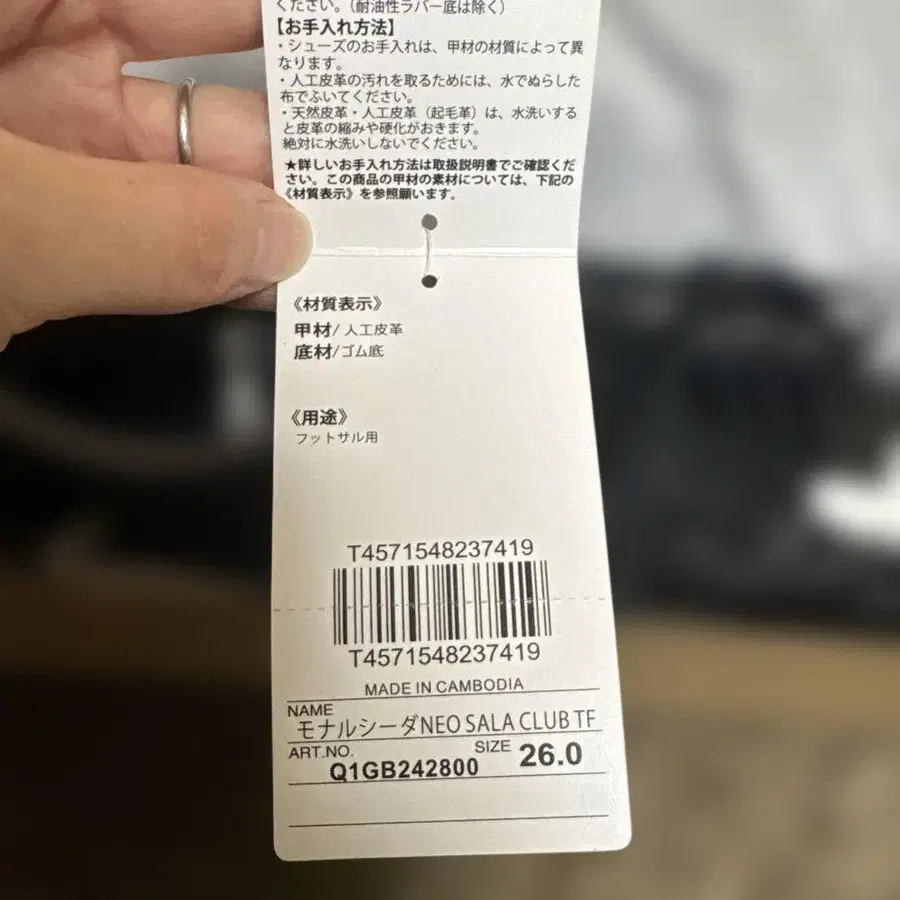 ください。（耐油性ラバー底は除く）
【お手入れ方法】
・シューズのお手入れは、甲材の材質によって異
なります。
・人工皮革の汚れを取るためには、水でぬらした
布でふいてください。
・天然皮革・人工皮革（起毛革）は、水洗いする
と皮革の縮みや硬化がおきます。
絶対に水洗いしないでください。
★詳しいお手入れ方法は取扱説明書でご確認くだ
さい。この商品の甲材の素材については、下記の
《材質表示》を参照願います。
《材質表示》
甲材/人工皮革
底材/ゴム底
《用途》
フットサル用
T4571548237419
T4571548237419
MADE IN CAMBODIA
NAME
モナルシーダNEO SALA CLUB TF
ART.NO. SIZE 26.0
Q1GB242800